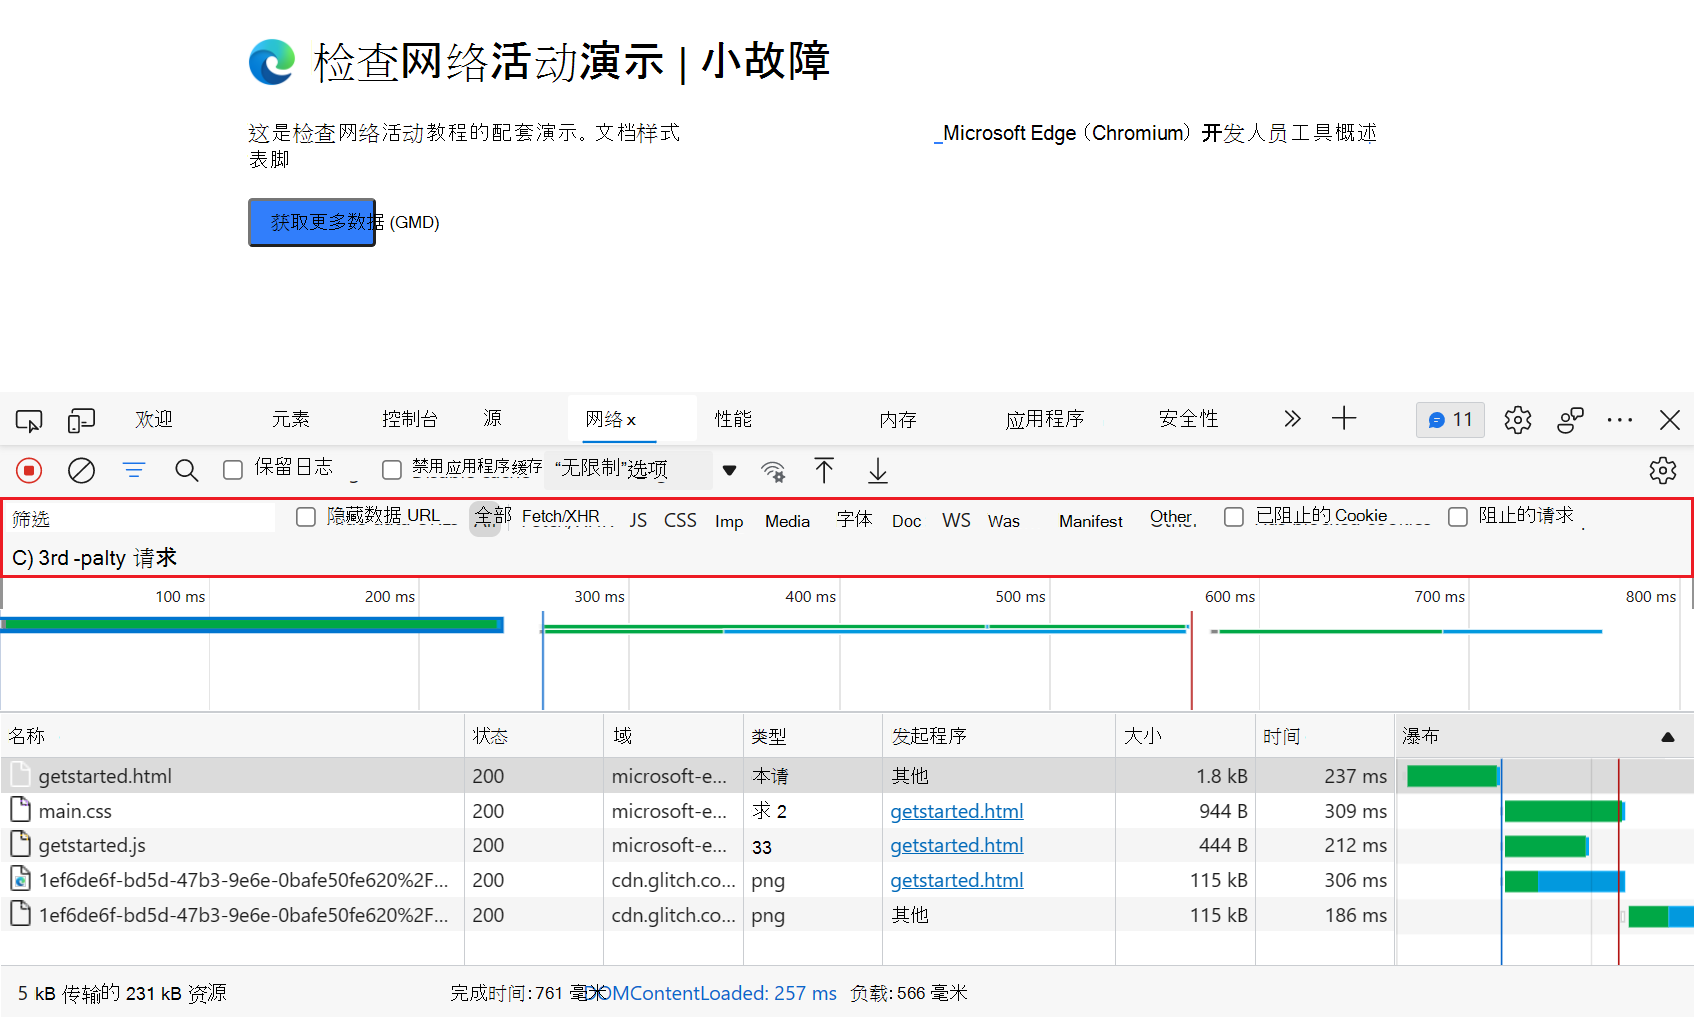 检查网络活动演示 | 小故障
这是检查网络活动教程的配套演示。文档样式
表脚
_Microsoft Edge (Chromium) 开发人员工具概述
获取更多数据 (GMD)
欢迎 元素 控制台 源 网络 x 性能 内存 应用程序 安全性 11
保留日志 禁用应用程序缓存 “无限制”选项
筛选 隐藏数据 URL 全部 Fetch/XHR JS CSS Imp Media 字体 Doc WS Was Manifest Other 已阻止的 Cookie 阻止的请求
C) 3rd -palty 请求
100 ms 200 ms 300 ms 400 ms 500 ms 600 ms 700 ms 800 ms
名称 状态 域 类型 发起程序 大小 时间 瀑布
getstarted.html 200 microsoft-e... 本请 其他 1.8 kB 237 ms
main.css 200 microsoft-e... 求 2 getstarted.html 944 B 309 ms
getstarted.js 200 microsoft-e... 33 getstarted.html 444 B 212 ms
1ef6de6f-bd5d-47b3-9e6e-0bafe50fe620%2F... 200 cdn.glitch.co... png getstarted.html 115 kB 306 ms
1ef6de6f-bd5d-47b3-9e6e-0bafe50fe620%2F... 200 cdn.glitch.co... png 其他 115 kB 186 ms
5 kB 传输的 231 kB 资源 完成时间: 761 毫米 DOMContentLoaded: 257 ms 负载: 566 毫米